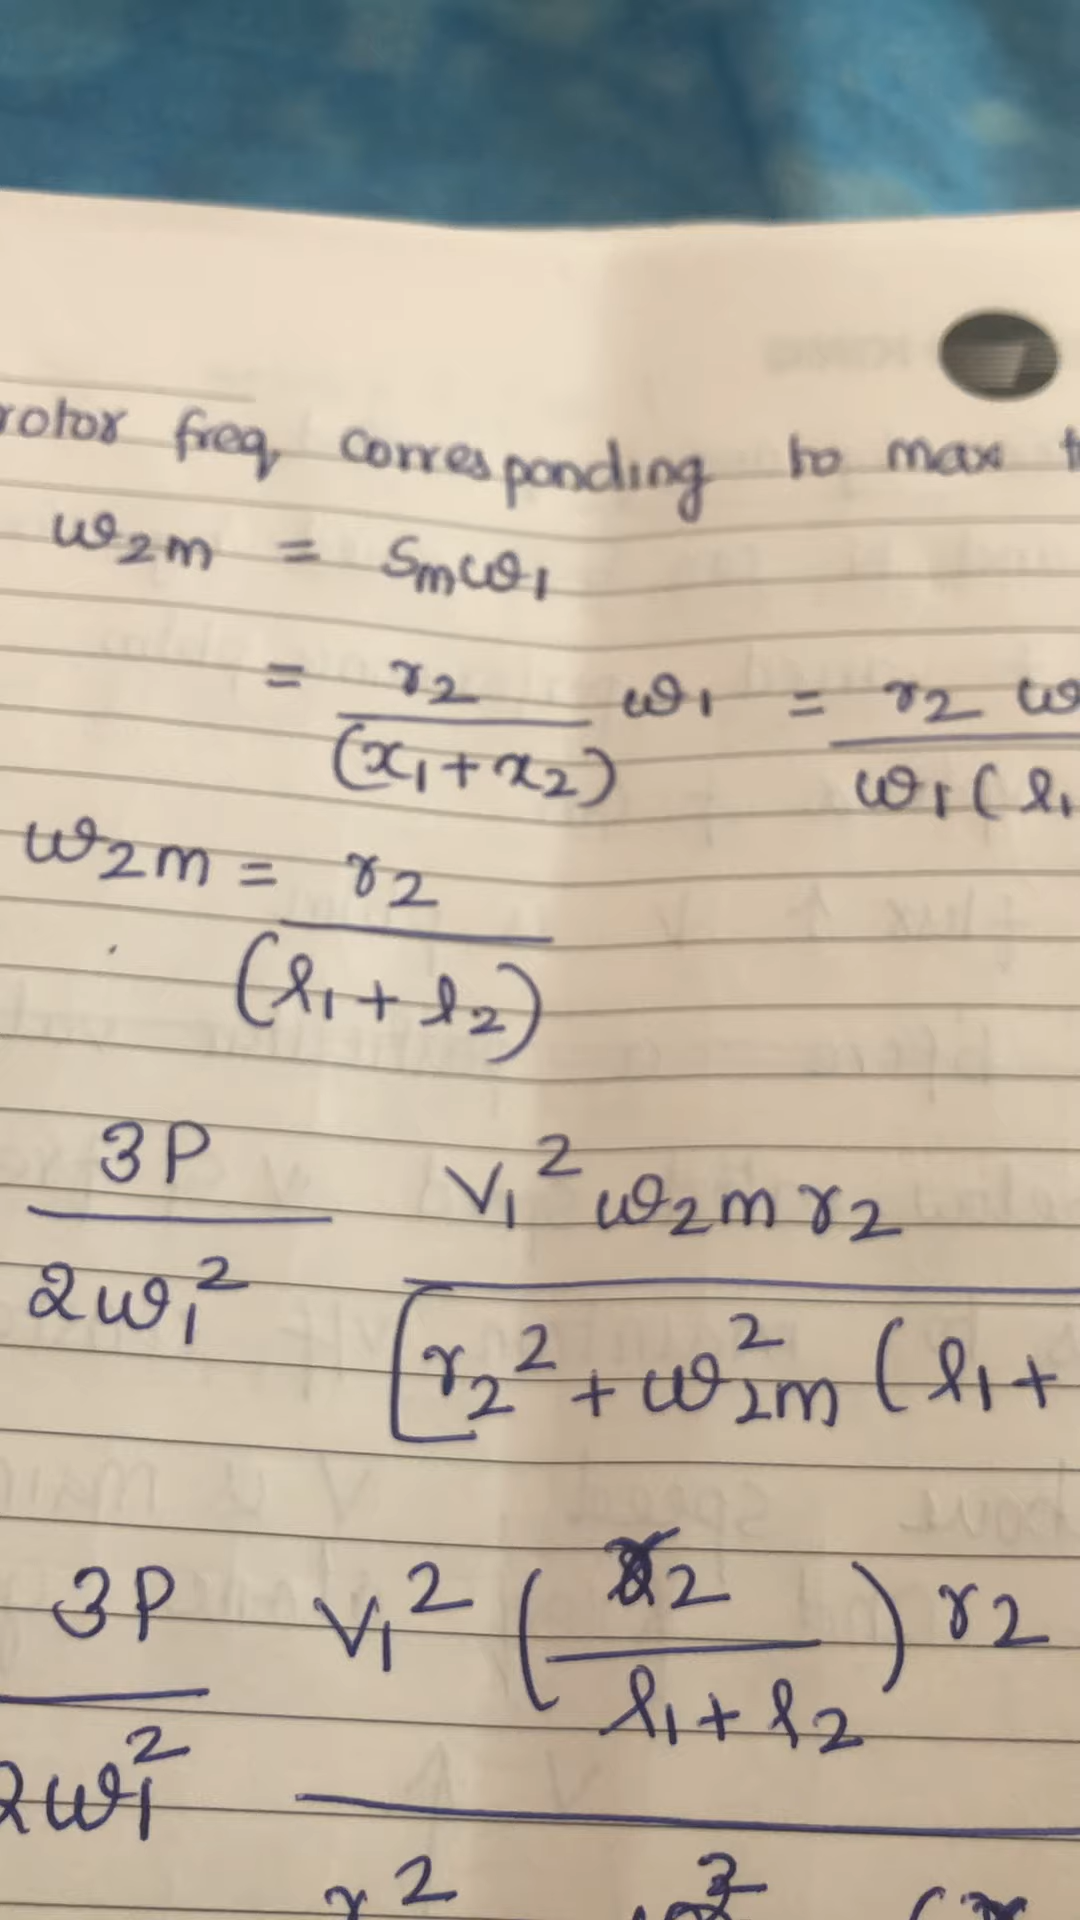 rotor freq, corresponding to max
ω₂m = Smω₁
= r₂/(x₁+x₂) ω₁ = r₂ ω/ω₁(l₁
ω₂m = r₂/(l₁+l₂)
3P/2ω₁² V₁² ω₂m r₂/[r₂² + ω₂m² (l₁+
3P/2ω₁² V₁² (r₂/l₁+l₂) r₂